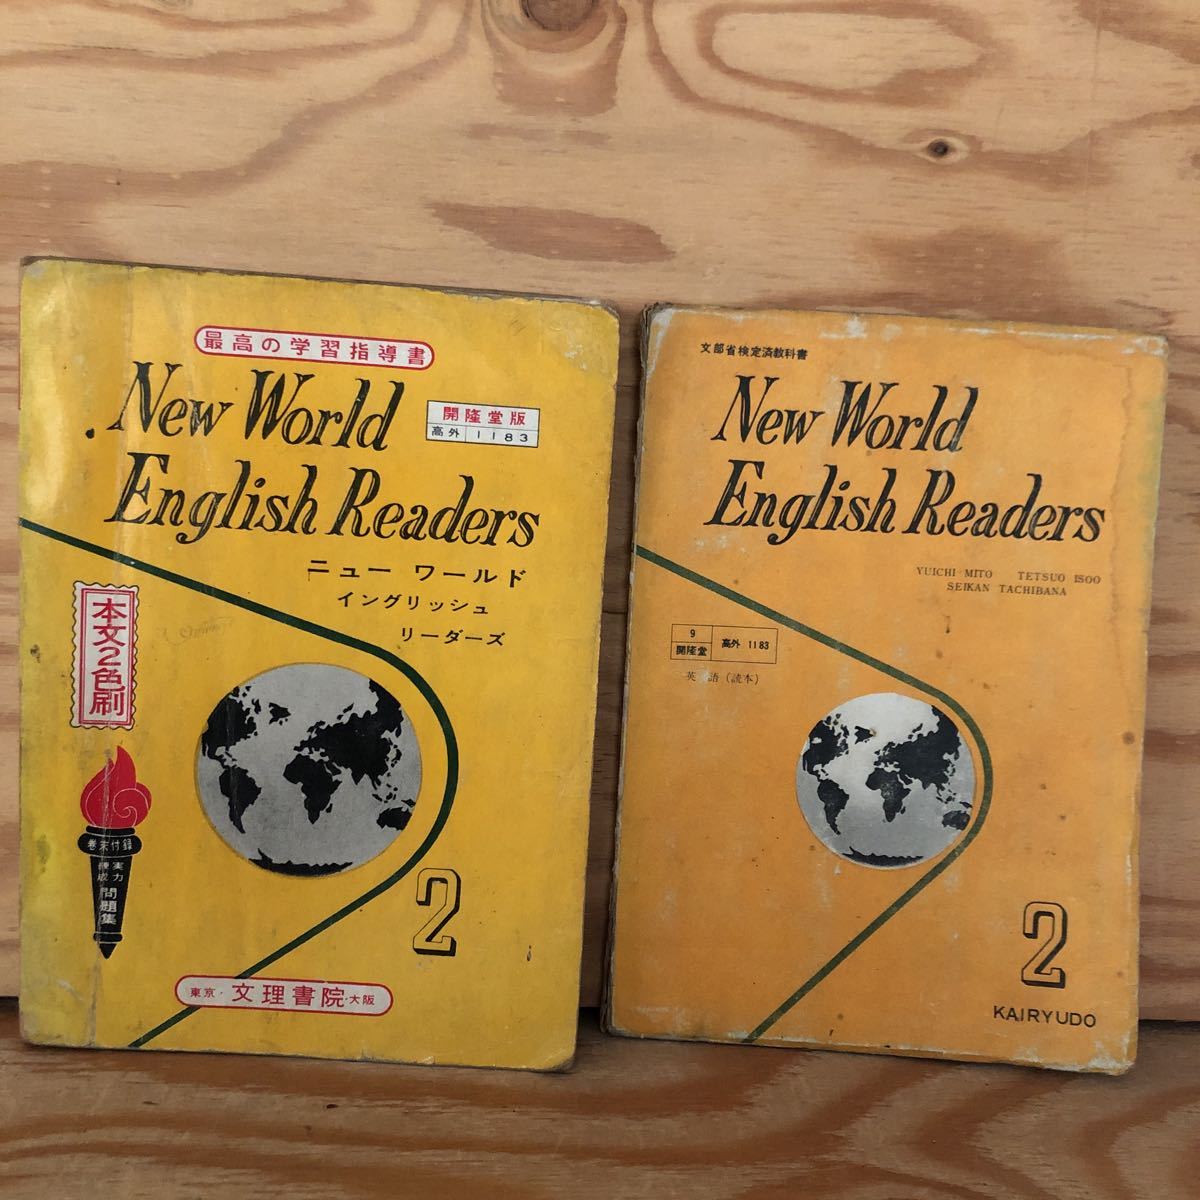 最高の学習指導書
New World
English Readers
開隆堂版
高外 1183
ニュー ワールド
イングリッシュ
リーダーズ
本文2色刷
巻末付録
実力
練成
問題集
2
東京・文理書院・大阪
文部省検定済教科書
New World
English Readers
YUICHI MITO TETSUO ISOO
SEIKAN TACHIBANA
9
開隆堂
高外 1183
英語（読本）
2
KAIRYUDO